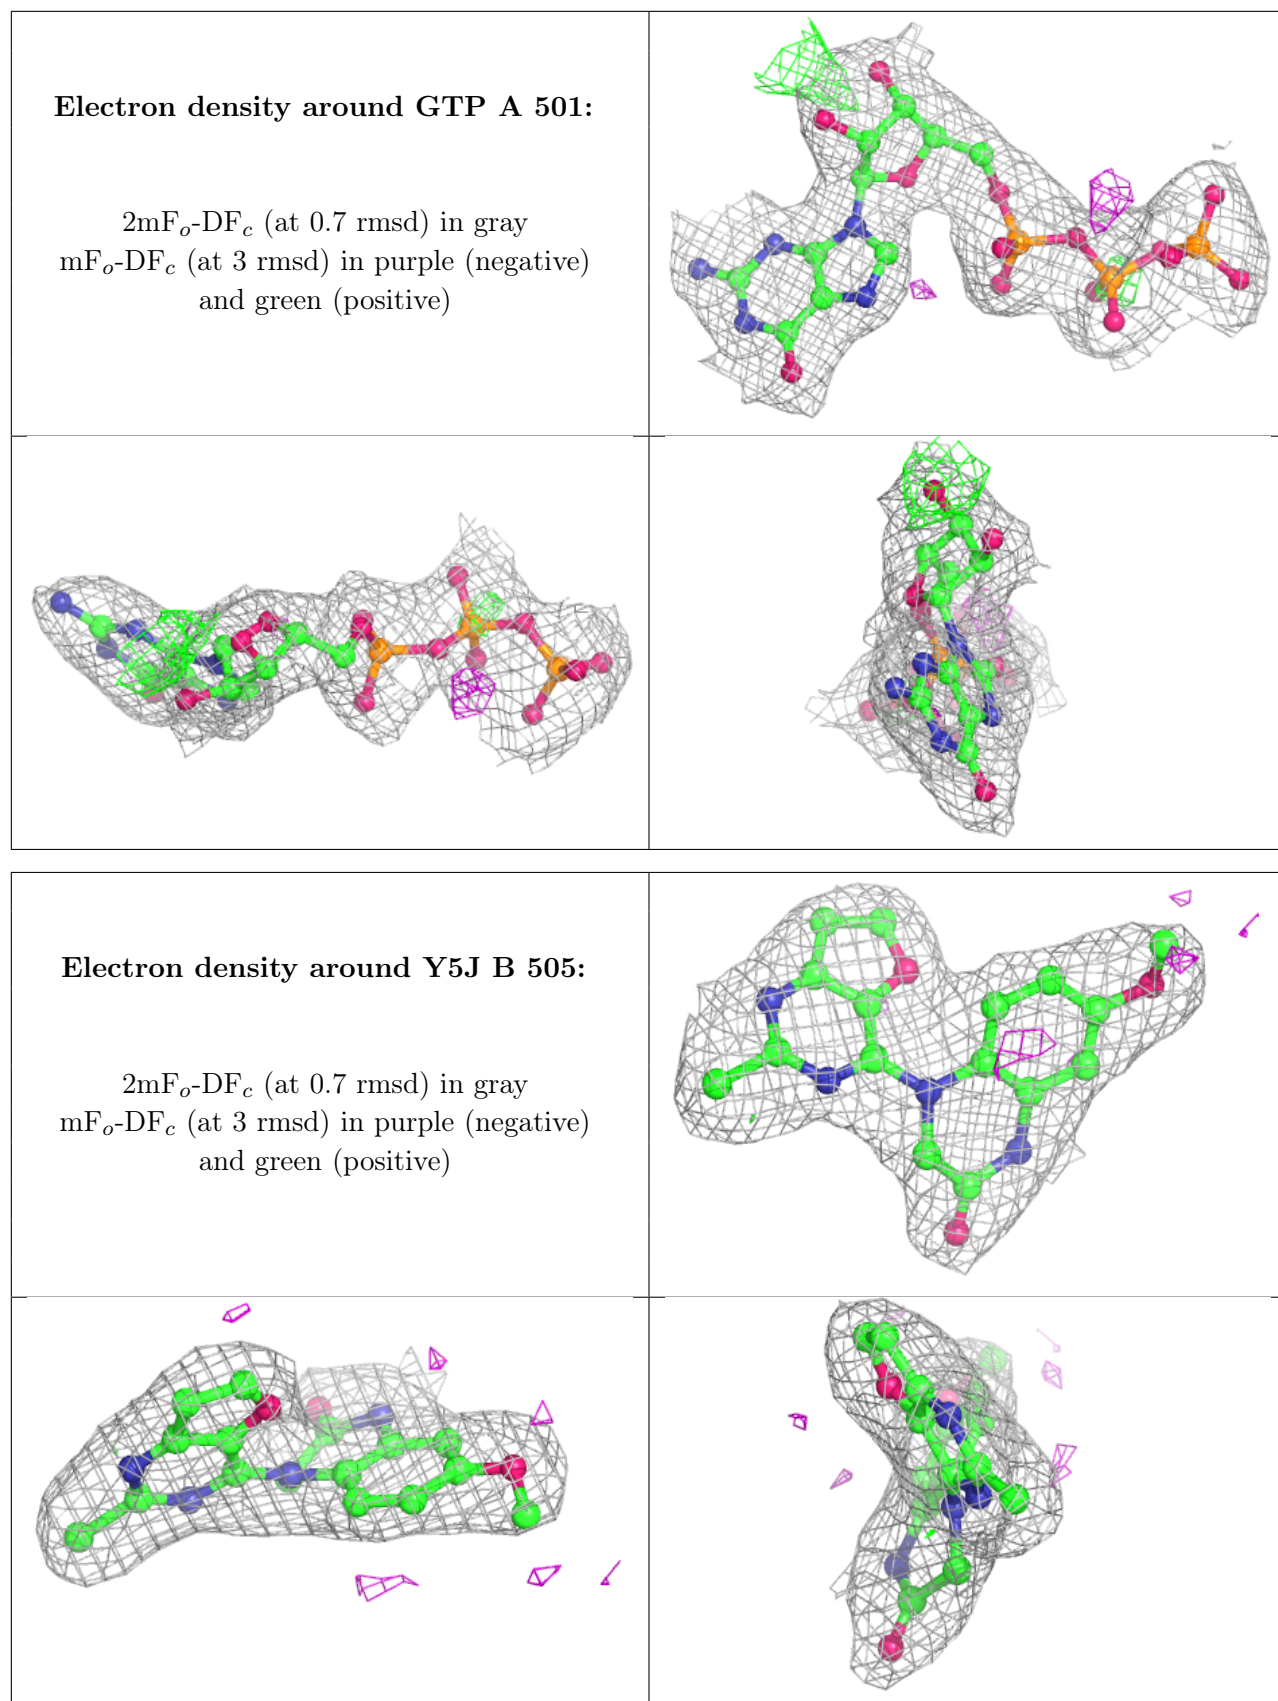 Electron density around GTP A 501:
2mFo-DFc (at 0.7 rmsd) in gray
mFo-DFc (at 3 rmsd) in purple (negative)
and green (positive)
Electron density around Y5J B 505:
2mFo-DFc (at 0.7 rmsd) in gray
mFo-DFc (at 3 rmsd) in purple (negative)
and green (positive)